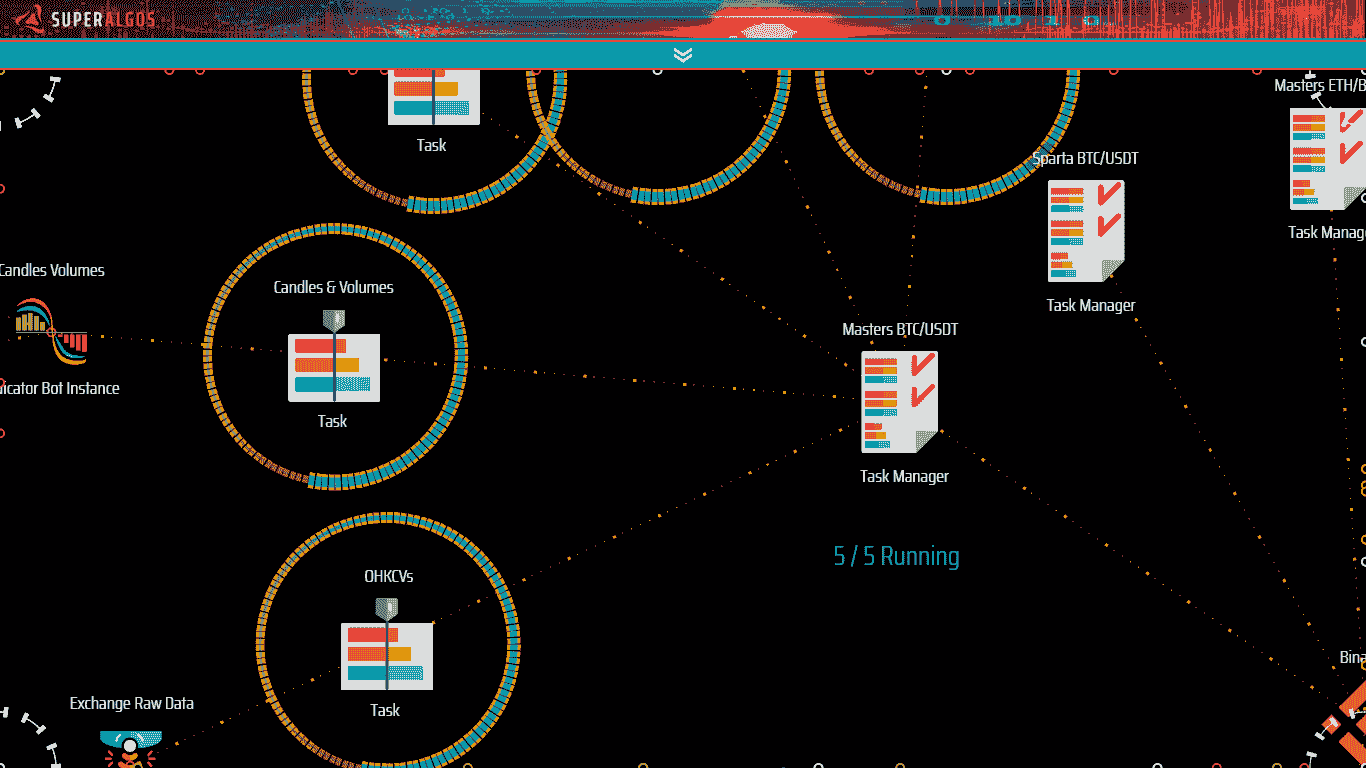 SUPERALGOS
Masters ETH/B
Task
Sparta BTC/USDT
Task Manag
Candles Volumes
Candles & Volumes
Task Manager
Masters BTC/USDT
icator Bot Instance
Task
Task Manager
5 / 5 Running
OHKCVs
Bina
Exchange Raw Data
Task